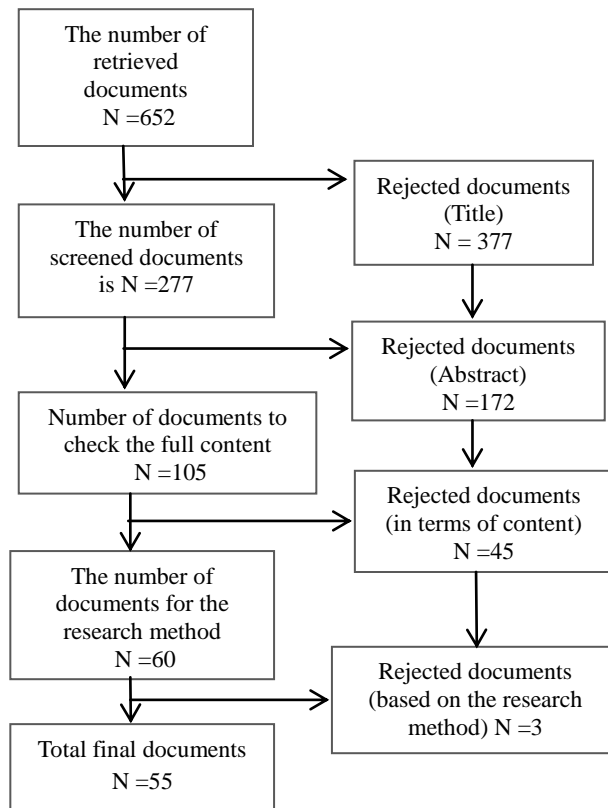 The number of
retrieved
documents
N =652
Rejected documents
(Title)
N = 377
The number of
screened documents
is N =277
Rejected documents
(Abstract)
N =172
Number of documents to
check the full content
N =105
Rejected documents
(in terms of content)
N =45
The number of
documents for the
research method
N =60
Rejected documents
(based on the research
method) N =3
Total final documents
N =55